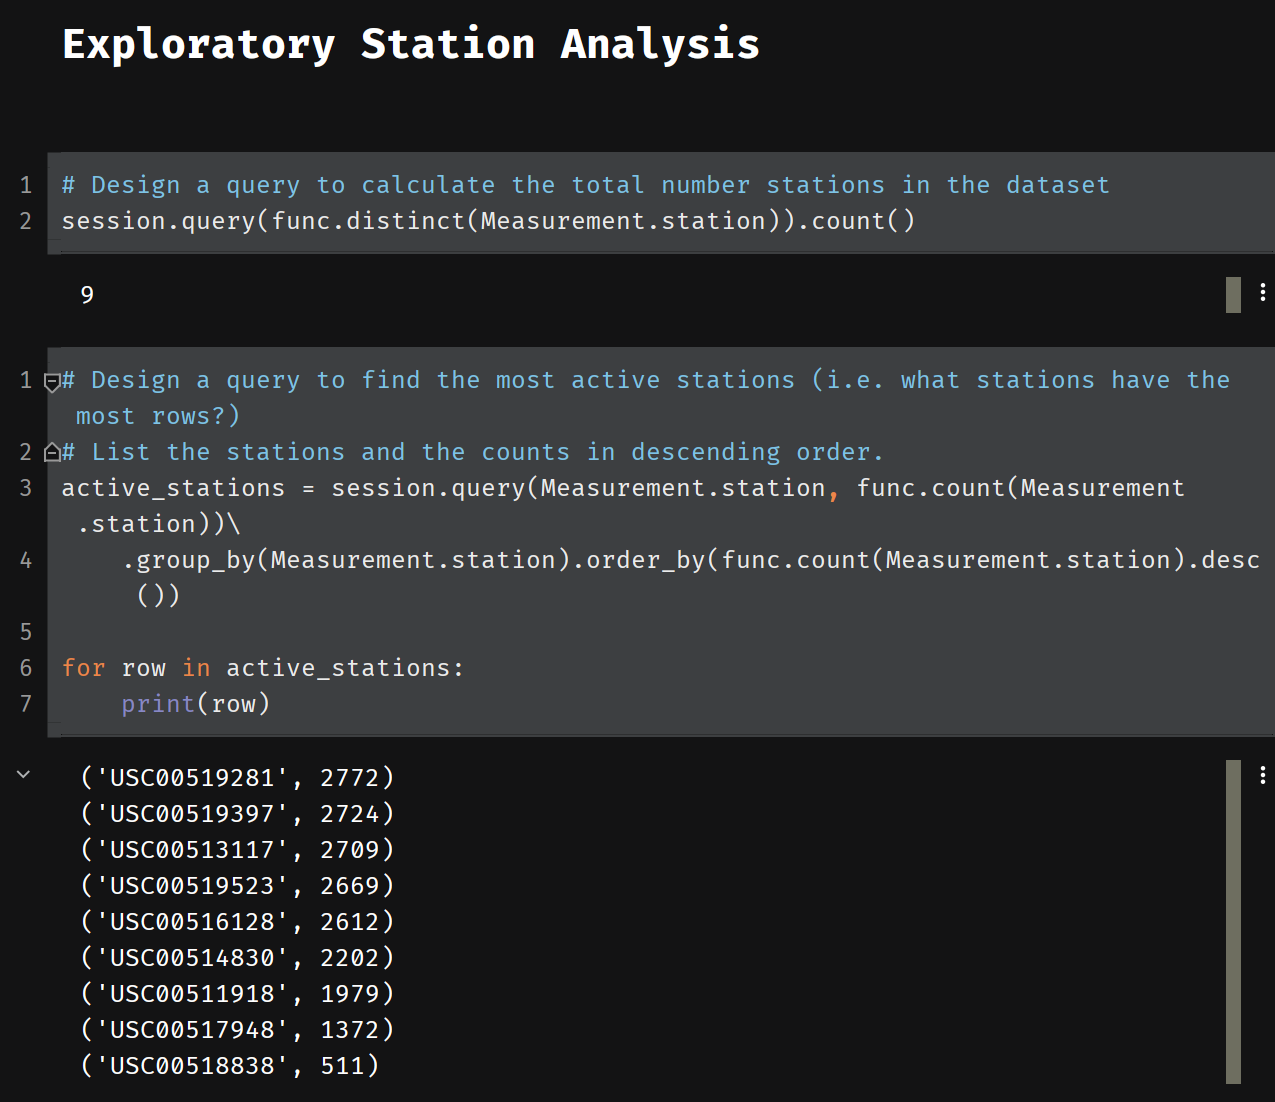 Exploratory Station Analysis
1 # Design a query to calculate the total number stations in the dataset
2 session.query(func.distinct(Measurement.station)).count()
9
1 # Design a query to find the most active stations (i.e. what stations have the
most rows?)
2 # List the stations and the counts in descending order.
3 active_stations = session.query(Measurement.station, func.count(Measurement
.station))\
4 .group_by(Measurement.station).order_by(func.count(Measurement.station).desc
())
5
6 for row in active_stations:
7 print(row)
('USC00519281', 2772)
('USC00519397', 2724)
('USC00513117', 2709)
('USC00519523', 2669)
('USC00516128', 2612)
('USC00514830', 2202)
('USC00511918', 1979)
('USC00517948', 1372)
('USC00518838', 511)